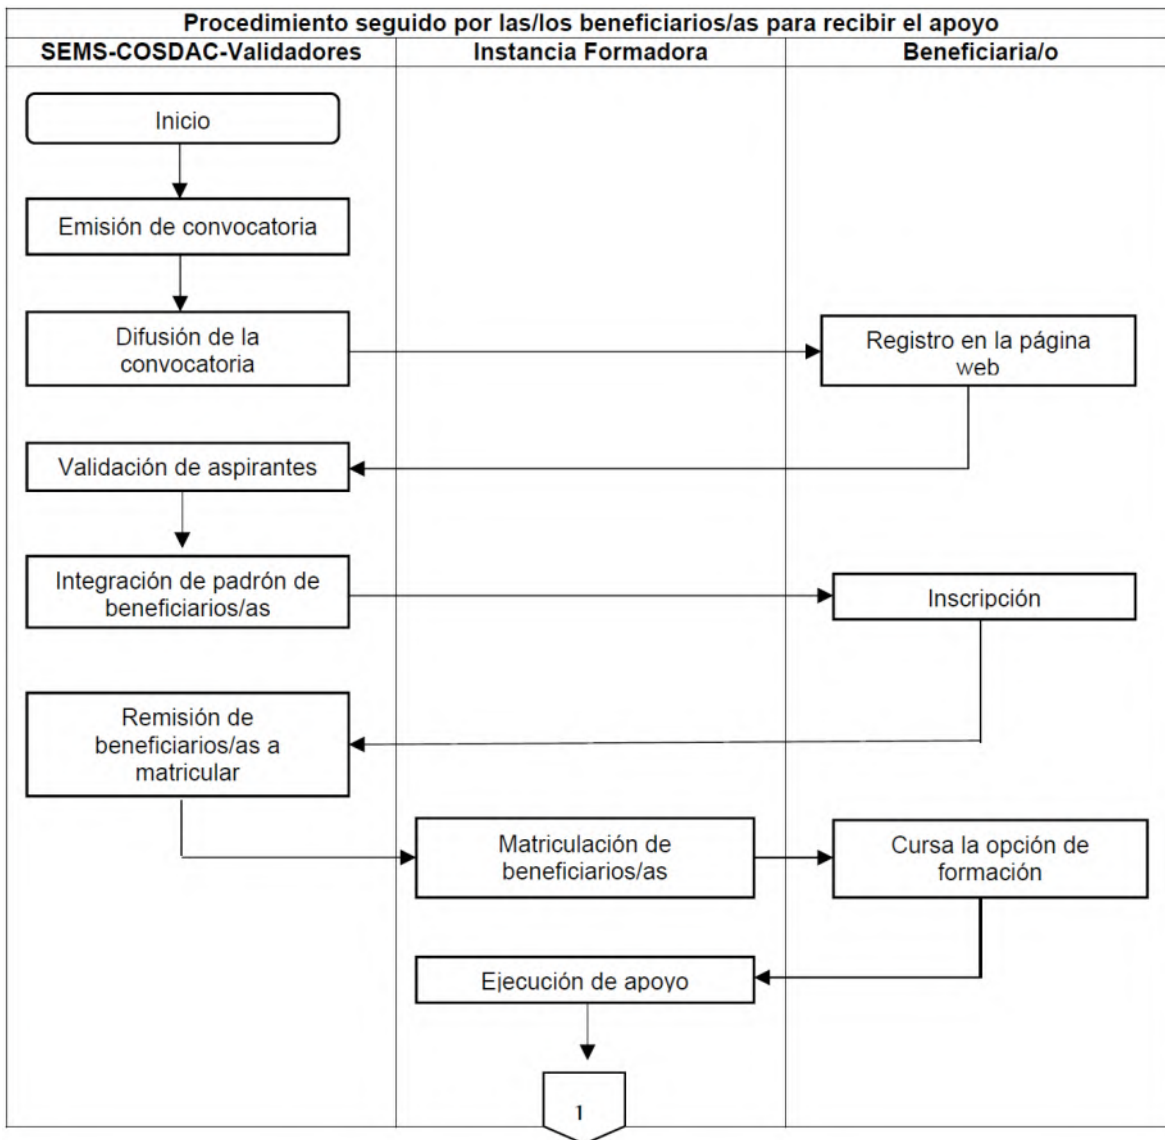 Procedimiento seguido por las/los beneficiarios/as para recibir el apoyo
SEMS-COSDAC-Validadores
Instancia Formadora
Beneficiaria/o
Inicio
Emisión de convocatoria
Difusión de la
convocatoria
Registro en la página
web
Validación de aspirantes
Integración de padrón de
beneficiarios/as
Inscripción
Remisión de
beneficiarios/as a
matricular
Matriculación de
beneficiarios/as
Cursa la opción de
formación
Ejecución de apoyo
1